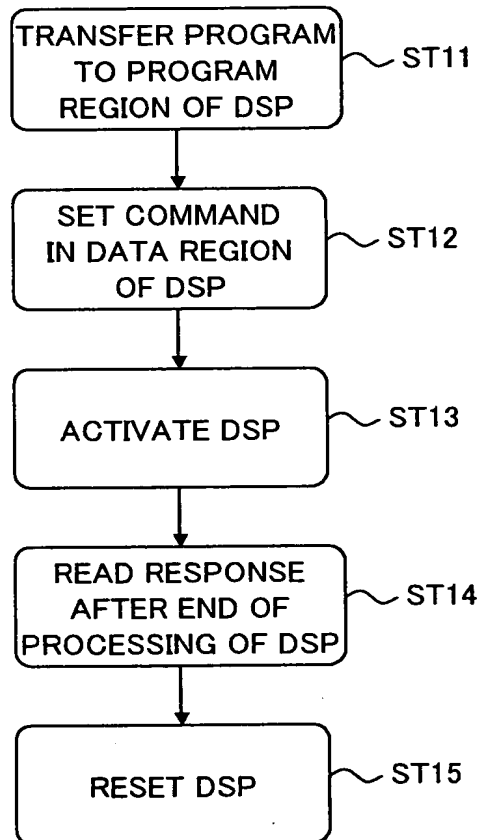 TRANSFER PROGRAM
TO PROGRAM
REGION OF DSP
ST11
SET COMMAND
IN DATA REGION
OF DSP
ST12
ACTIVATE DSP
ST13
READ RESPONSE
AFTER END OF
PROCESSING OF DSP
ST14
RESET DSP
ST15